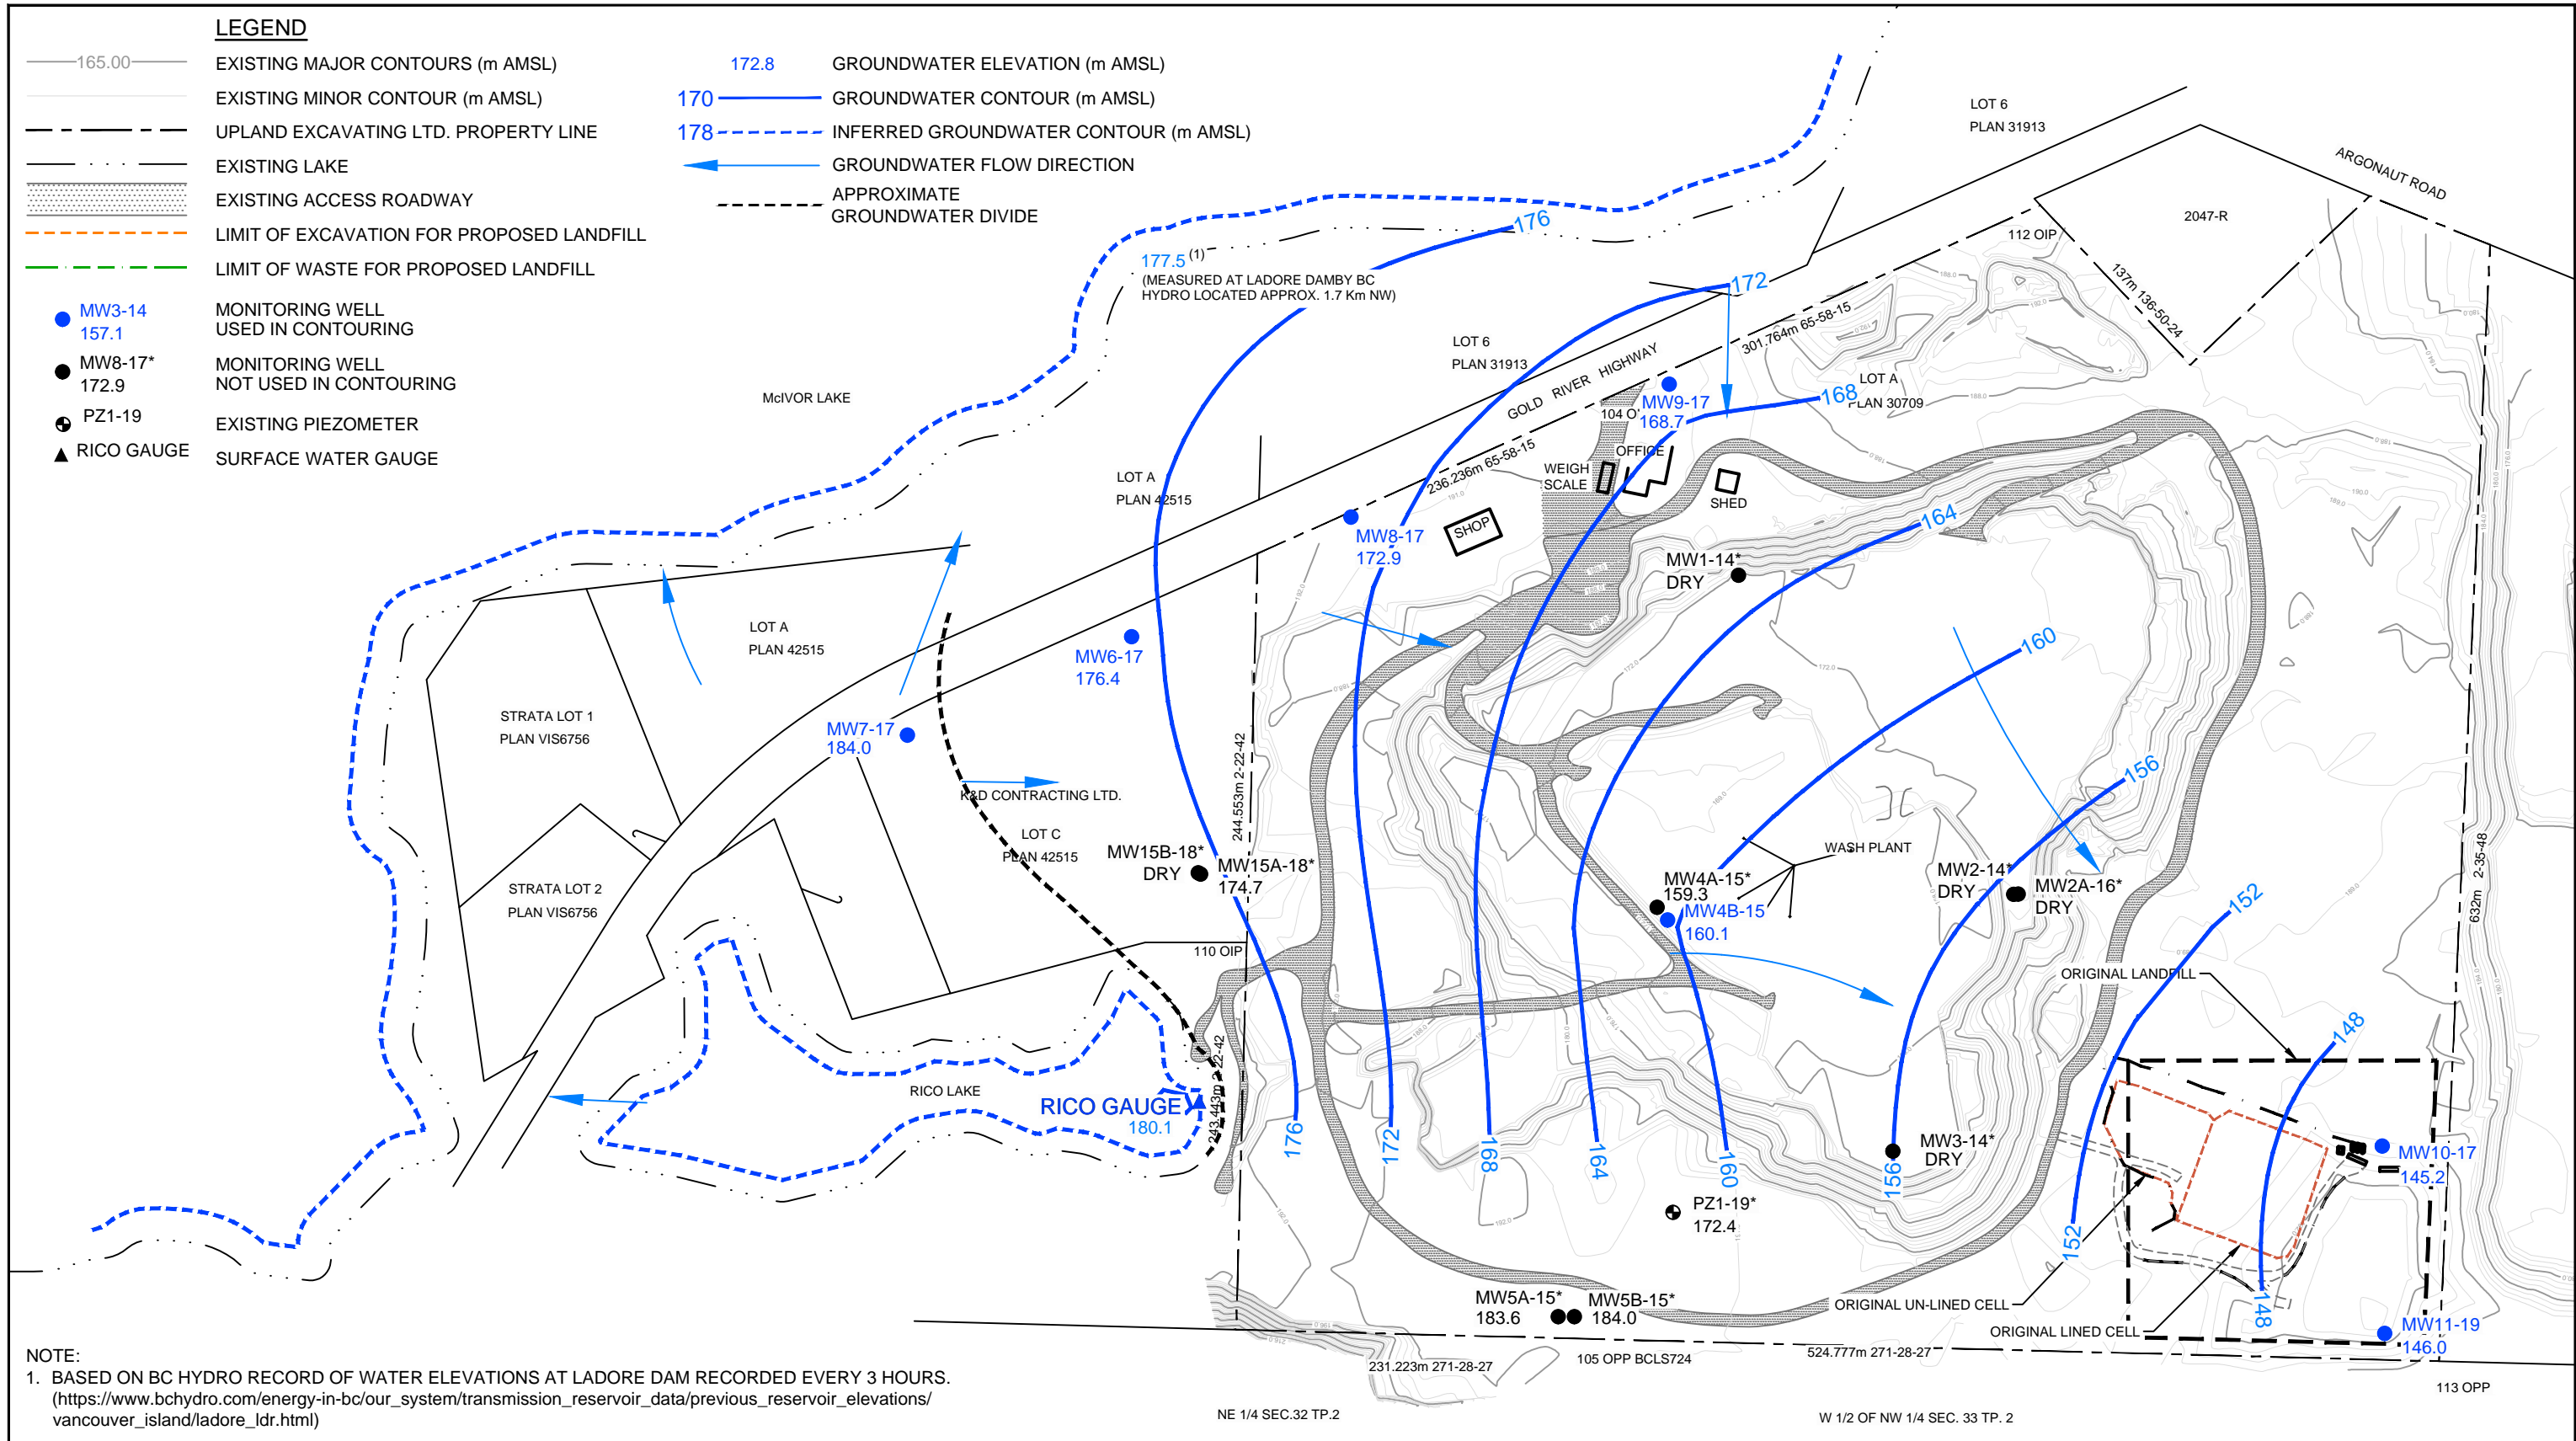 LEGEND
165.00
EXISTING MAJOR CONTOURS (m AMSL)
EXISTING MINOR CONTOUR (m AMSL)
UPLAND EXCAVATING LTD. PROPERTY LINE
EXISTING LAKE
EXISTING ACCESS ROADWAY
LIMIT OF EXCAVATION FOR PROPOSED LANDFILL
LIMIT OF WASTE FOR PROPOSED LANDFILL
MW3-14
157.1
MONITORING WELL
USED IN CONTOURING
MW8-17*
172.9
MONITORING WELL
NOT USED IN CONTOURING
PZ1-19
EXISTING PIEZOMETER
RICO GAUGE
SURFACE WATER GAUGE
172.8
GROUNDWATER ELEVATION (m AMSL)
170
GROUNDWATER CONTOUR (m AMSL)
178
INFERRED GROUNDWATER CONTOUR (m AMSL)
GROUNDWATER FLOW DIRECTION
APPROXIMATE
GROUNDWATER DIVIDE
LOT 6
PLAN 31913
ARGONAUT ROAD
2047-R
112 OIP
137m 136-50-24
176
177.5 (1)
(MEASURED AT LADORE DAMBY BC
HYDRO LOCATED APPROX. 1.7 Km NW)
172
301.764m 65-58-15
LOT 6
PLAN 31913
GOLD RIVER HIGHWAY
McIVOR LAKE
LOT A
PLAN 30709
168
MW9-17
168.7
104 O
OFFICE
WEIGH
SCALE
SHED
236.236m 65-58-15
LOT A
PLAN 42515
SHOP
MW8-17
172.9
164
MW1-14*
DRY
LOT A
PLAN 42515
MW6-17
176.4
160
STRATA LOT 1
PLAN VIS6756
MW7-17
184.0
244.553m 2-22-42
156
K&D CONTRACTING LTD.
LOT C
PLAN 42515
WASH PLANT
MW15B-18*
DRY
MW15A-18*
174.7
MW4A-15*
159.3
MW4B-15
160.1
MW2-14*
DRY
MW2A-16*
DRY
152
632m 2-35-48
STRATA LOT 2
PLAN VIS6756
110 OIP
ORIGINAL LANDFILL
148
RICO LAKE
RICO GAUGE
180.1
243.443m 2-22-42
176
172
168
164
160
156
MW3-14*
DRY
MW10-17
145.2
PZ1-19*
172.4
152
148
MW5A-15*
183.6
MW5B-15*
184.0
ORIGINAL UN-LINED CELL
ORIGINAL LINED CELL
MW11-19
146.0
231.223m 271-28-27
105 OPP BCLS724
524.777m 271-28-27
113 OPP
NE 1/4 SEC.32 TP.2
W 1/2 OF NW 1/4 SEC. 33 TP. 2
NOTE:
1. BASED ON BC HYDRO RECORD OF WATER ELEVATIONS AT LADORE DAM RECORDED EVERY 3 HOURS.
(https://www.bchydro.com/energy-in-bc/our_system/transmission_reservoir_data/previous_reservoir_elevations/
vancouver_island/ladore_ldr.html)